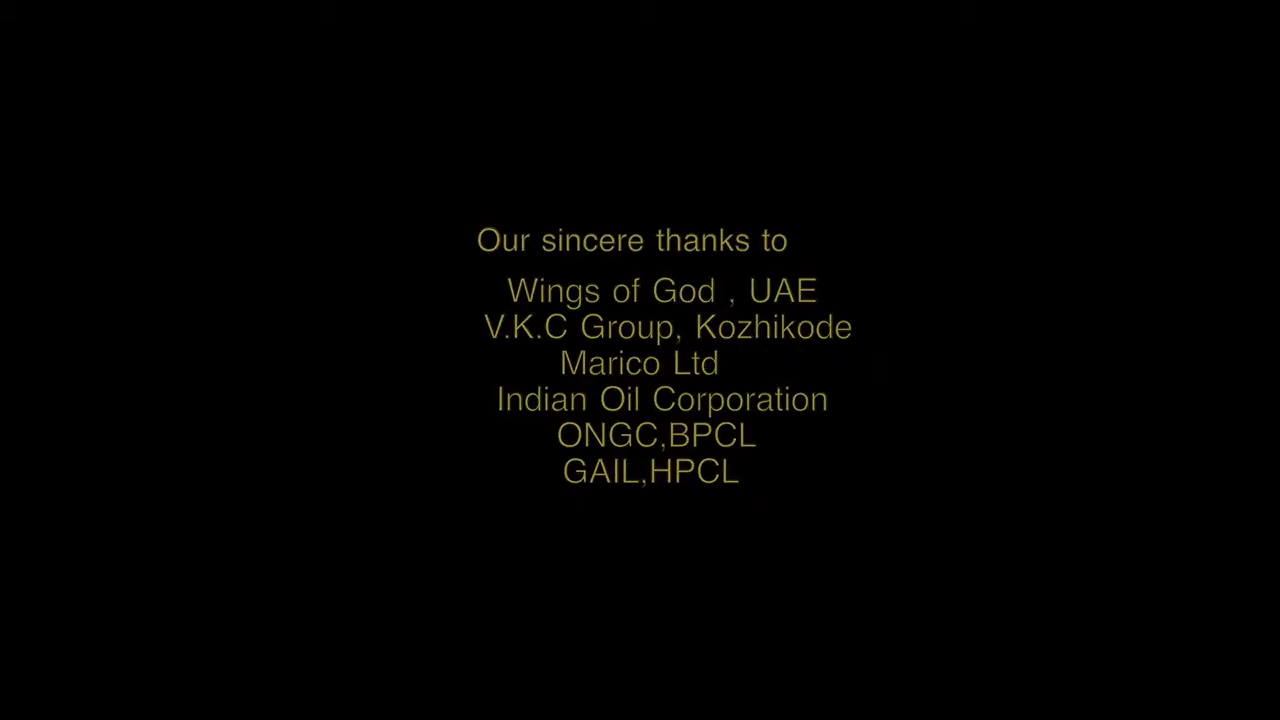 Our sincere thanks to
Wings of God , UAE
V.K.C Group, Kozhikode
Marico Ltd
Indian Oil Corporation
ONGC,BPCL
GAIL,HPCL